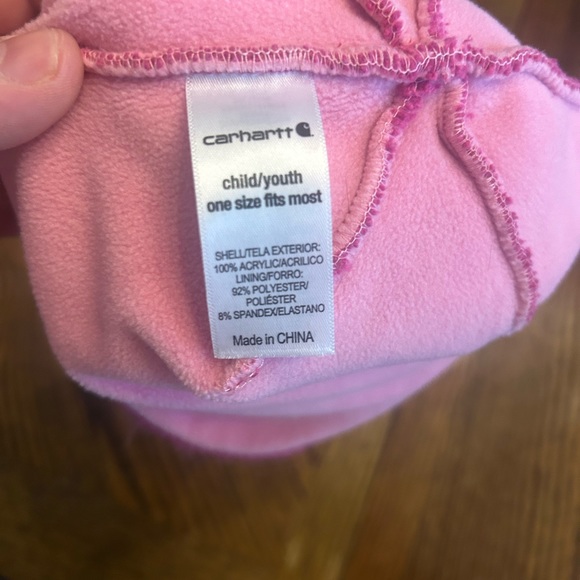 carhartt
child/youth
one size fits most
SHELL/TELA EXTERIOR:
100% ACRYLIC/ACRILICO
LINING/FORRO:
92% POLYESTER/
POLIÉSTER
8% SPANDEX/ELASTANO
Made in CHINA